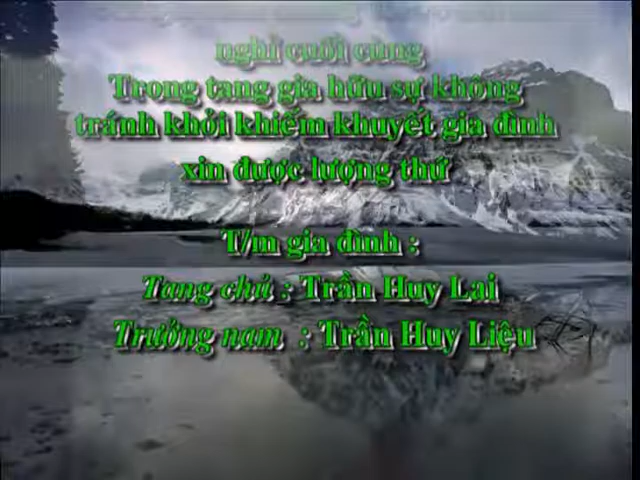 nghỉ cuối cùng
Trong tang gia hữu sự không
tránh khỏi khiếm khuyết gia đình
xin được lượng thứ
T/m gia đình :
Tang chủ : Trần Huy Lai
Trưởng nam : Trần Huy Liệu